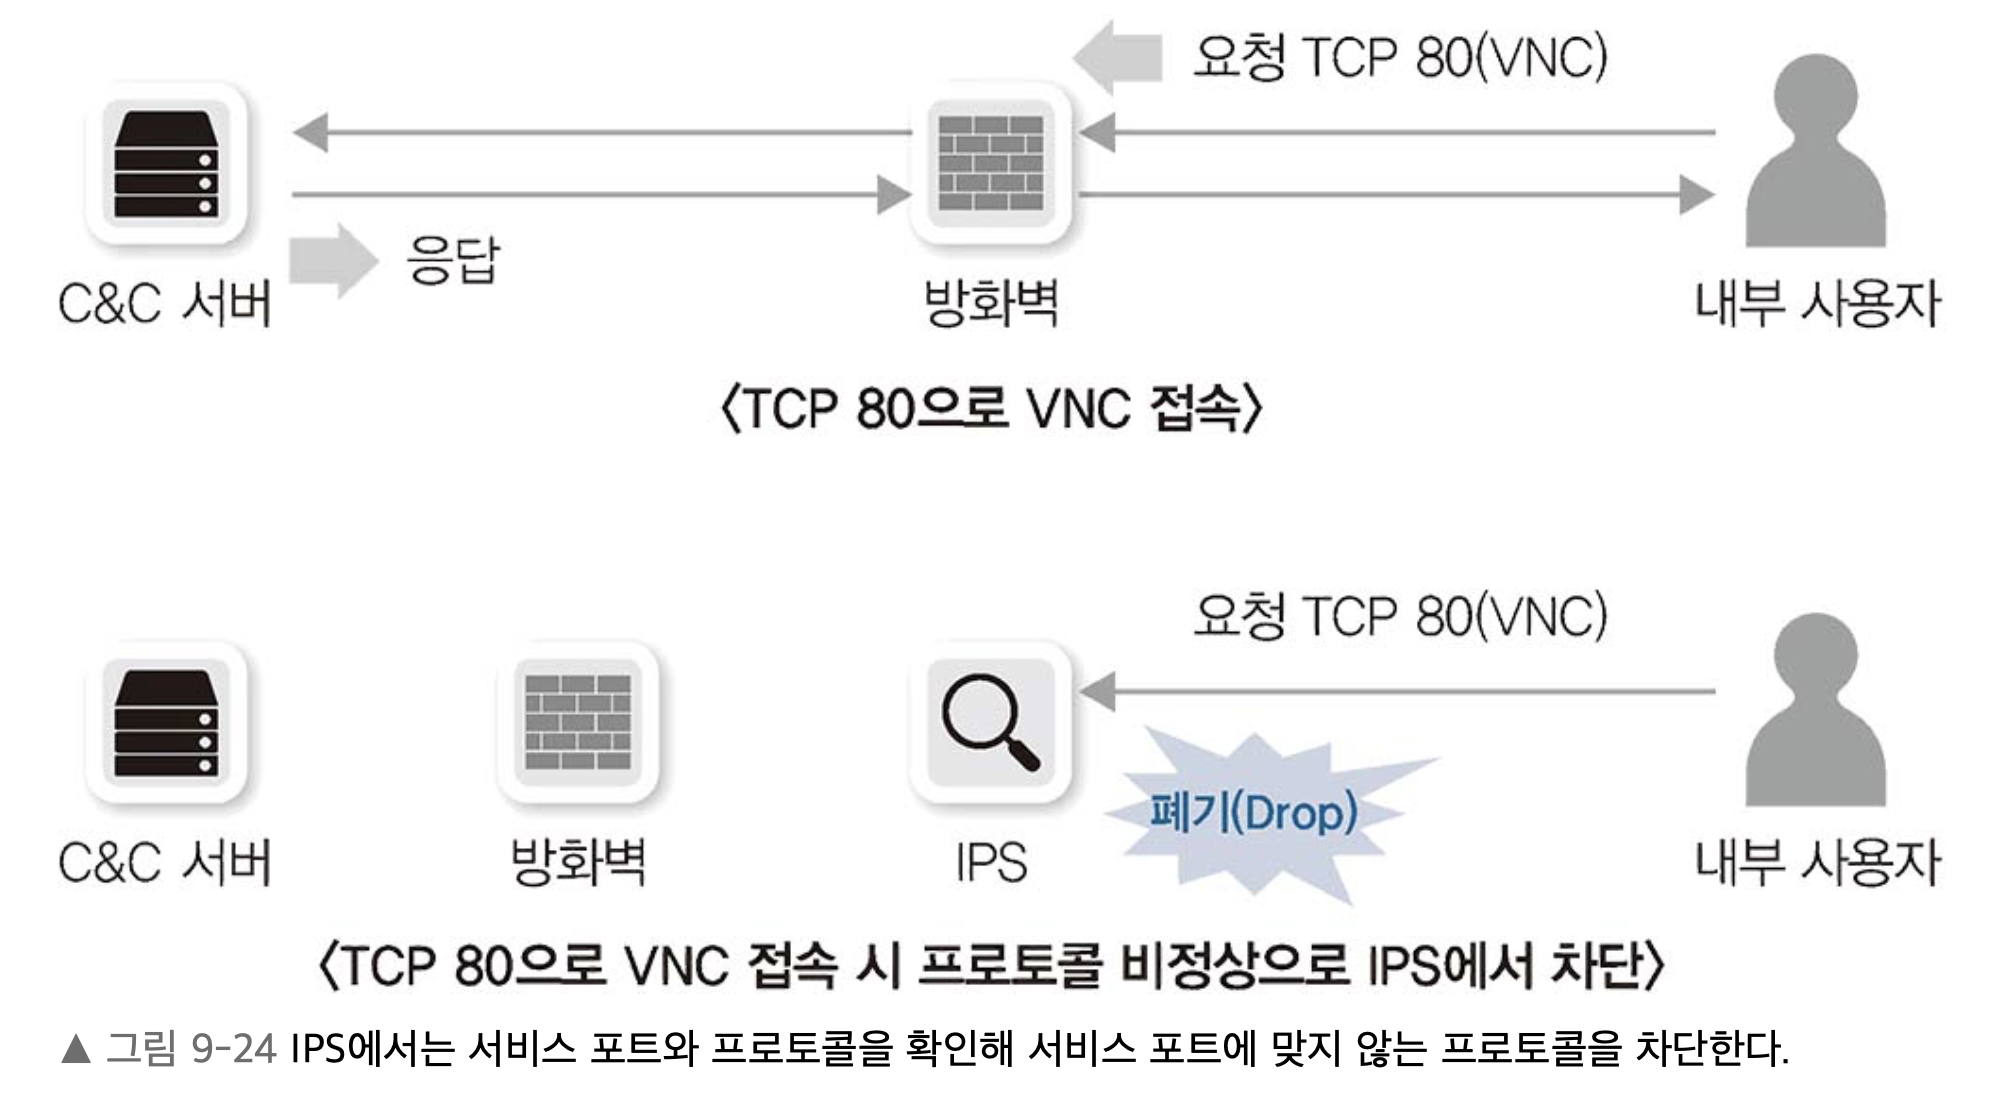 요청 TCP 80(VNC)
응답
C&C 서버
방화벽
내부 사용자
〈TCP 80으로 VNC 접속〉
요청 TCP 80(VNC)
폐기(Drop)
C&C 서버
방화벽
IPS
내부 사용자
〈TCP 80으로 VNC 접속 시 프로토콜 비정상으로 IPS에서 차단〉
▲ 그림 9-24 IPS에서는 서비스 포트와 프로토콜을 확인해 서비스 포트에 맞지 않는 프로토콜을 차단한다.